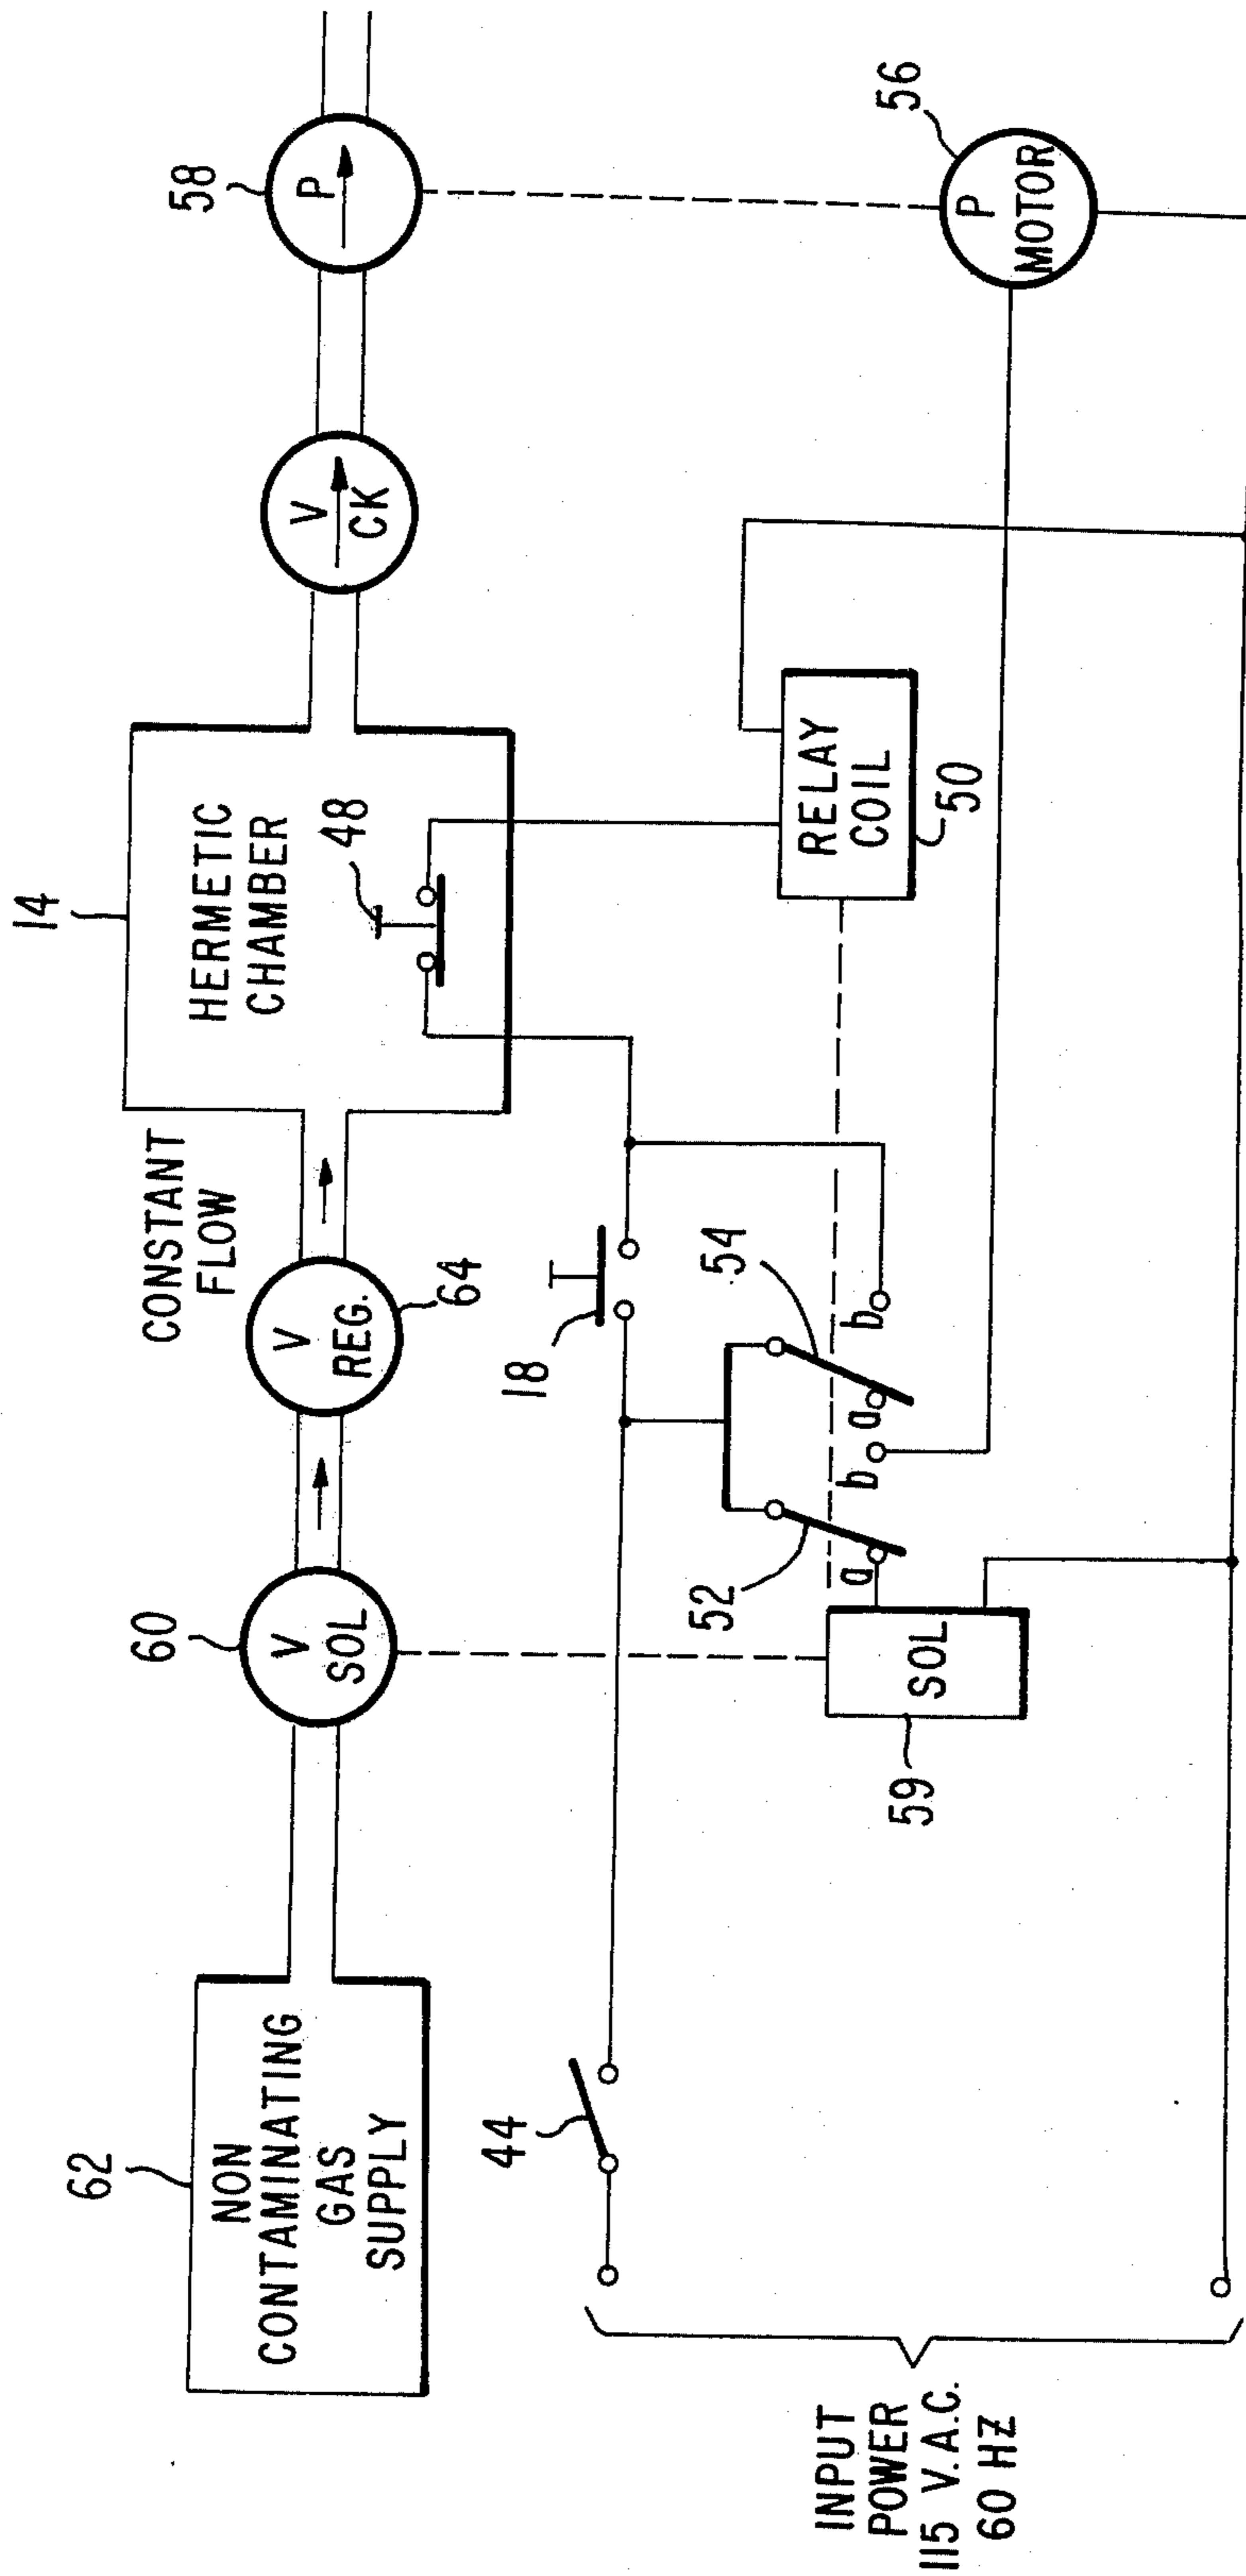 62
NON
CONTAMINATING
GAS
SUPPLY
60
V
SOL
CONSTANT
FLOW
V
REG.
64
14
HERMETIC
CHAMBER
48
V
CK
58
P
44
18
52
54
a
b
a
b
SOL
59
RELAY
COIL
50
56
P
MOTOR
INPUT
POWER
115 V.A.C.
60 HZ